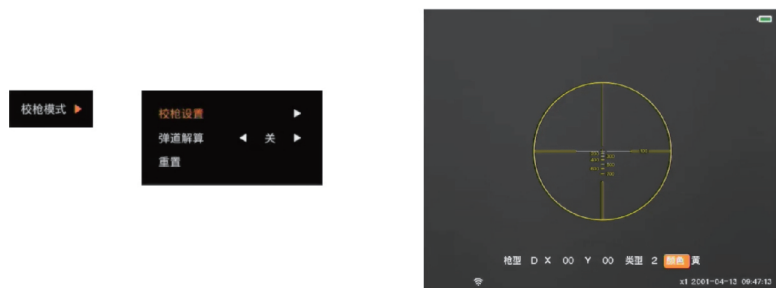 校枪模式
校枪设置
弹道解算 关
重置
枪型 D X 00 Y 00 类型 2 颜色 黄
x1 2001-04-13 09:47:13